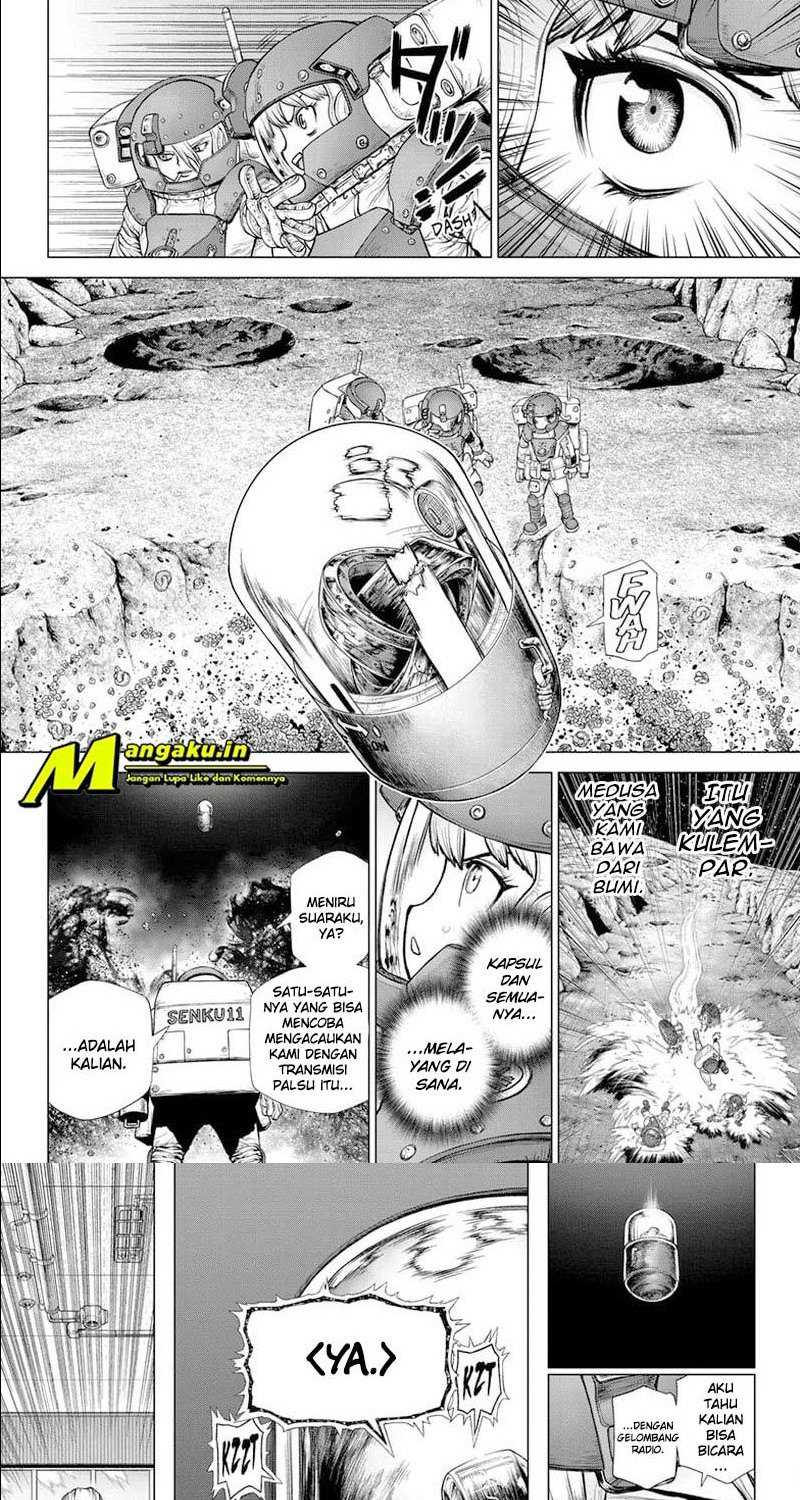 ダッ
DASH
FWAH
Mangaku.in
Jangan Lupa Like dan Komennya
ITU
YANG
KULEM-
PAR.
MEDUSA
YANG
KAMI
BAWA
DARI
BUMI.
KAPSUL
DAN
SEMUA-
NYA...
...MELA-
YANG DI
SANA.
MENIRU
SUARAKU,
YA?
SATU-SATU-
NYA YANG BISA
MENCOBA
MENGACAUKAN
KAMI DENGAN
TRANSMISI
PALSU ITU...
SENKU11
...ADALAH
KALIAN.
AKU
TAHU
KALIAN
BISA
BICARA
...
...DENGAN
GELOMBANG
RADIO.
<YA.>
KZT
KZZT